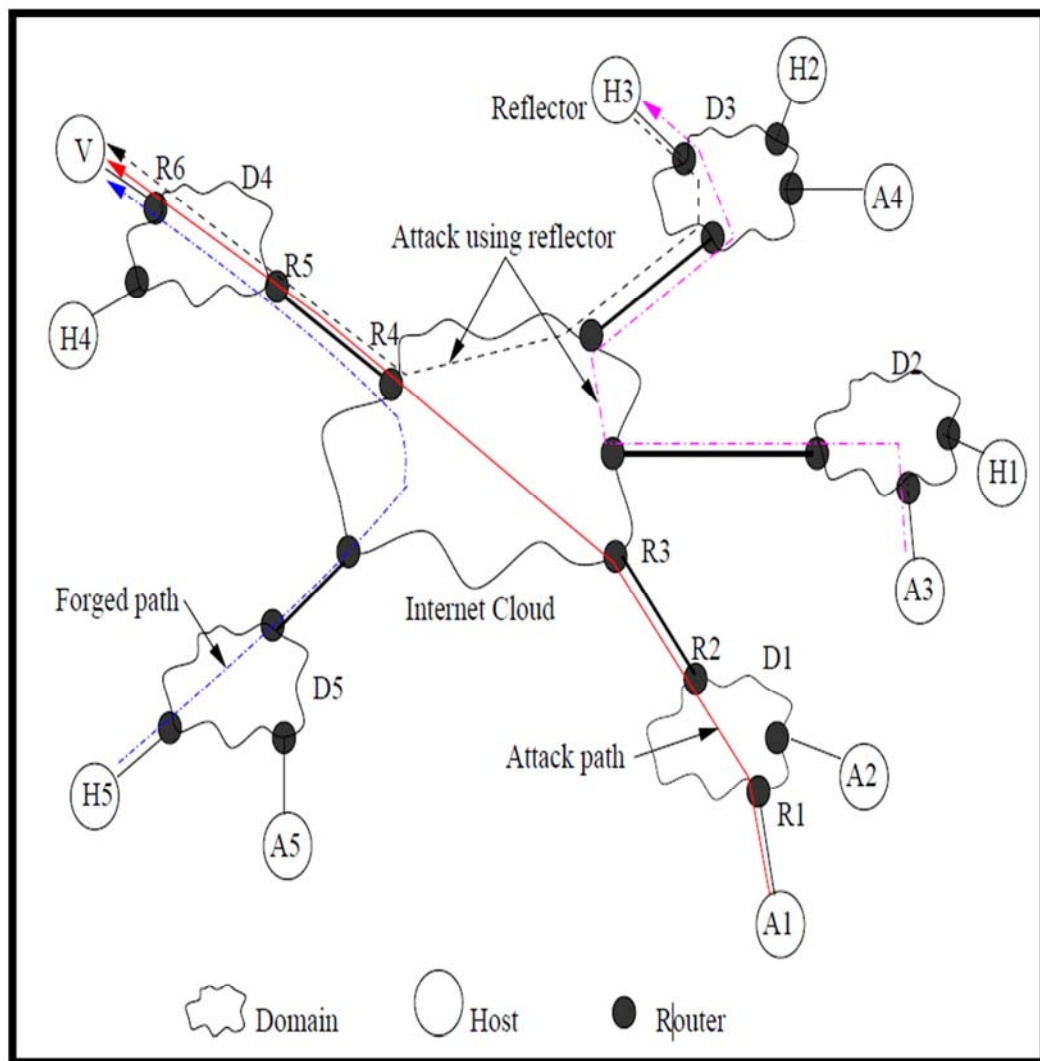 H2
H3
D3
Reflector
V
R6
D4
A4
Attack using reflector
R5
H4
R4
D2
H1
R3
A3
Forged path
Internet Cloud
R2
D1
D5
Attack path
A2
H5
R1
A5
A1
Domain
Host
Router